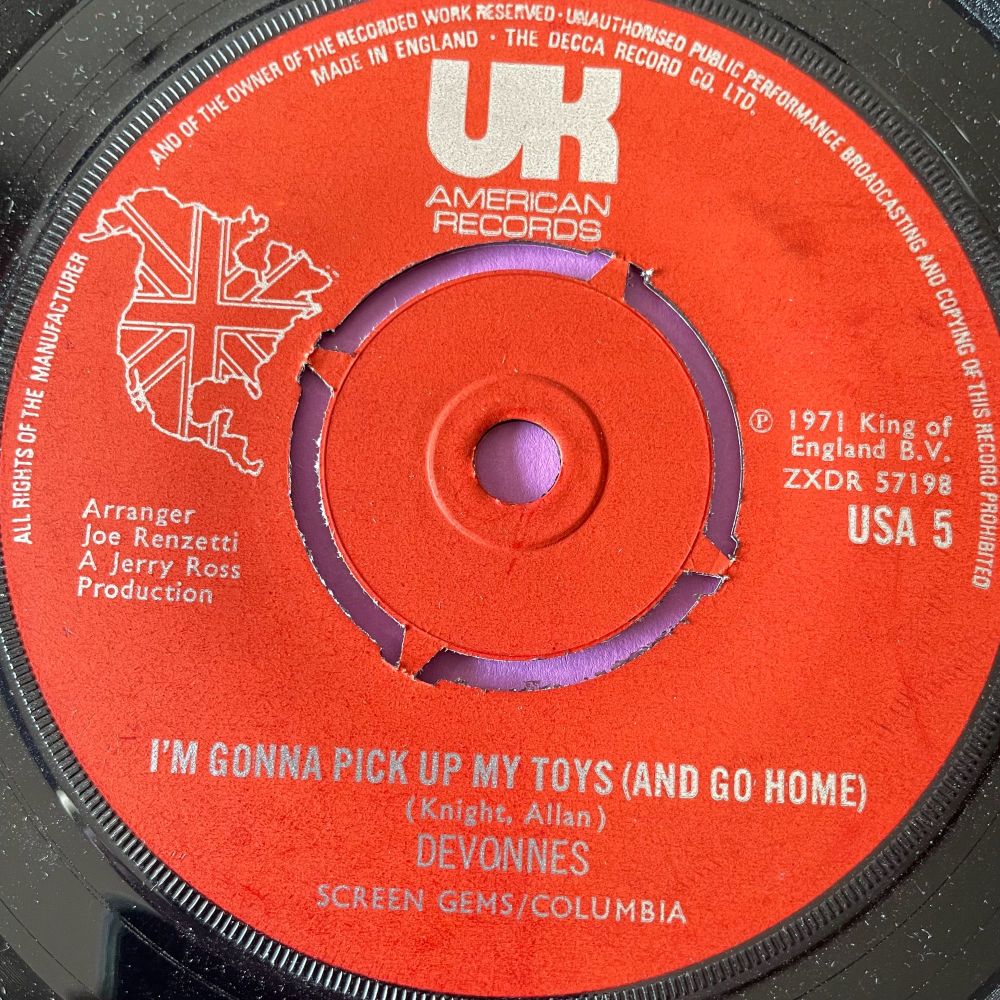 ALL RIGHTS OF THE MANUFACTURER AND OF THE OWNER OF THE RECORDED WORK RESERVED · UNAUTHORISED PUBLIC PERFORMANCE BROADCASTING AND COPYING OF THIS RECORD PROHIBITED
MADE IN ENGLAND · THE DECCA RECORD CO. LTD.
UK
AMERICAN
RECORDS
℗ 1971 King of
England B.V.
ZXDR 57198
USA 5
Arranger
Joe Renzetti
A Jerry Ross
Production
I'M GONNA PICK UP MY TOYS (AND GO HOME)
(Knight, Allan)
DEVONNES
SCREEN GEMS/COLUMBIA